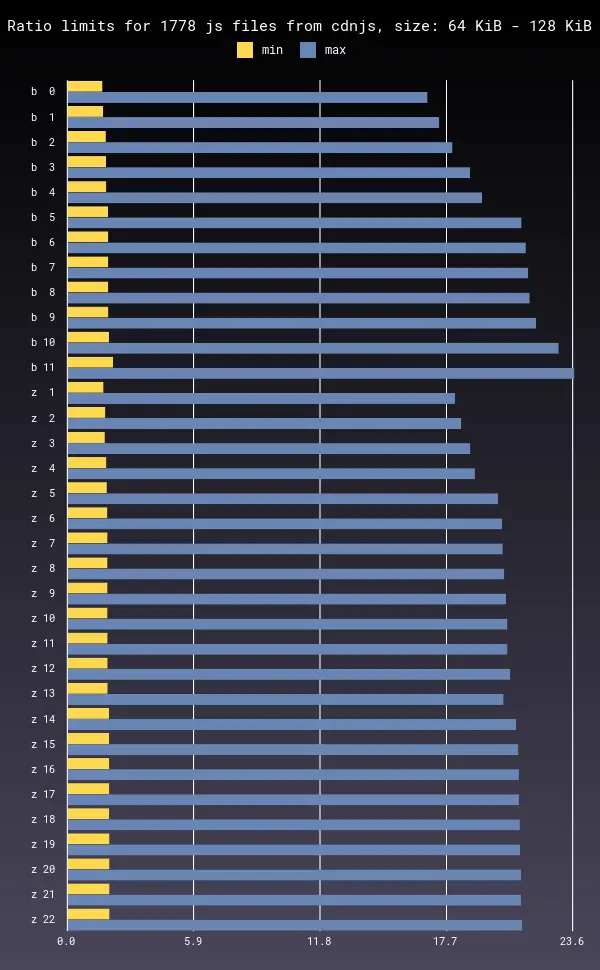 Ratio limits for 1778 js files from cdnjs, size: 64 KiB - 128 KiB
min max
b 0
b 1
b 2
b 3
b 4
b 5
b 6
b 7
b 8
b 9
b 10
b 11
z 1
z 2
z 3
z 4
z 5
z 6
z 7
z 8
z 9
z 10
z 11
z 12
z 13
z 14
z 15
z 16
z 17
z 18
z 19
z 20
z 21
z 22
0.0 5.9 11.8 17.7 23.6